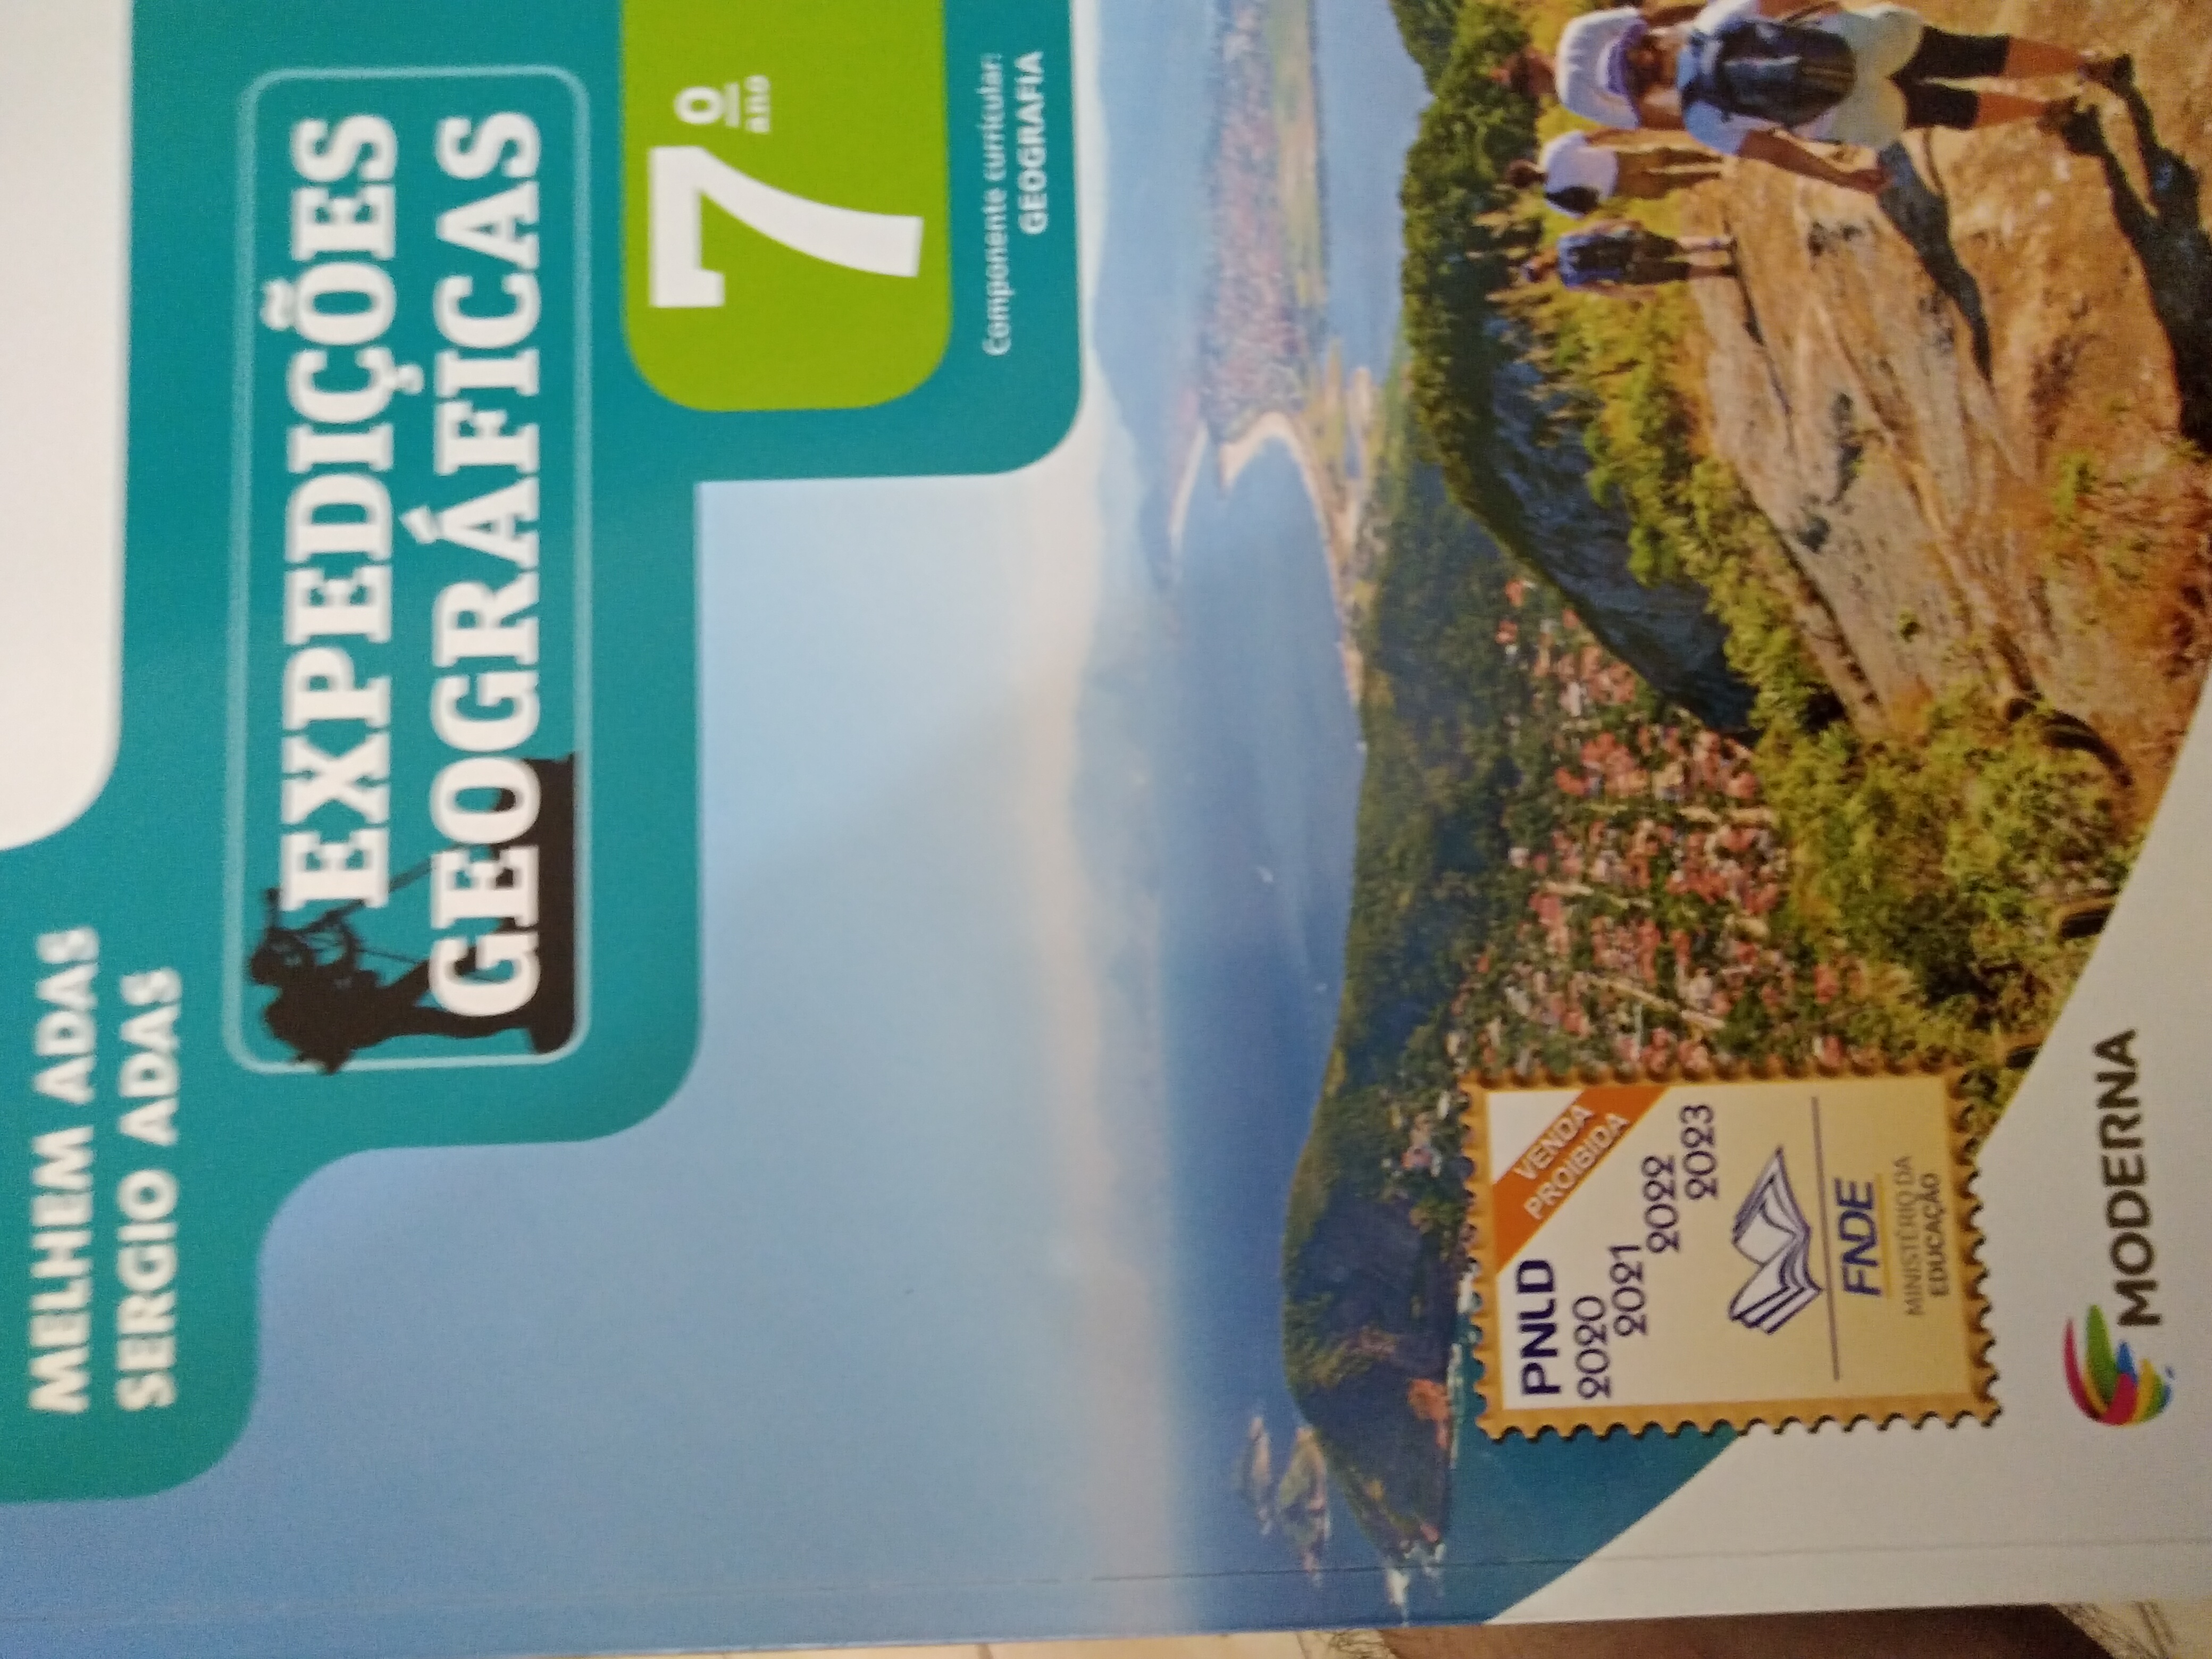 MELHEM ADAS
SERGIO ADAS
EXPEDIÇÕES
GEOGRÁFICAS
7º
ano
Componente curricular:
GEOGRAFIA
PNLD
VENDA
PROIBIDA
2020
2021
2022
2023
FNDE
MINISTÉRIO DA
EDUCAÇÃO
MODERNA